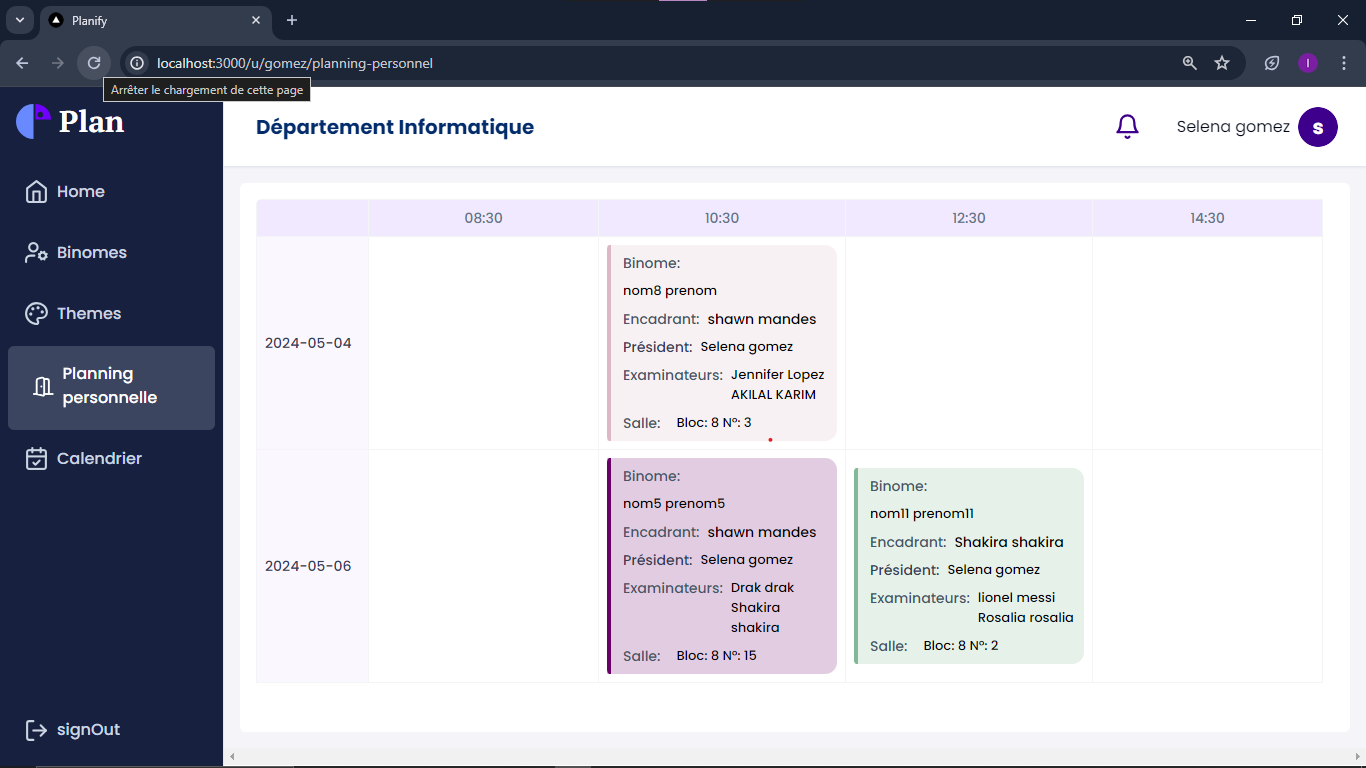 Planify
localhost:3000/u/gomez/planning-personnel
I
Arrêter le chargement de cette page
Plan
Département Informatique
Selena gomez
s
Home
Binomes
Themes
Planning
personnelle
Calendrier
signOut
08:30
10:30
12:30
14:30
2024-05-04
Binome:
nom8 prenom
Encadrant: shawn mandes
Président: Selena gomez
Examinateurs: Jennifer Lopez
AKILAL KARIM
Salle: Bloc: 8 Nº: 3
2024-05-06
Binome:
nom5 prenom5
Encadrant: shawn mandes
Président: Selena gomez
Examinateurs: Drak drak
Shakira
shakira
Salle: Bloc: 8 Nº: 15
Binome:
nom11 prenom11
Encadrant: Shakira shakira
Président: Selena gomez
Examinateurs: lionel messi
Rosalia rosalia
Salle: Bloc: 8 Nº: 2